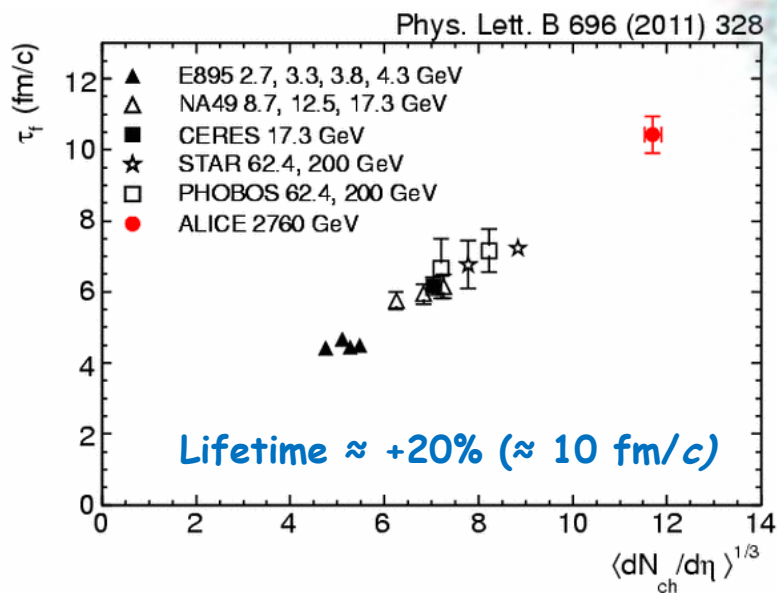 Phys. Lett. B 696 (2011) 328
τf (fm/c)
12
10
8
6
4
2
0
E895 2.7, 3.3, 3.8, 4.3 GeV
NA49 8.7, 12.5, 17.3 GeV
CERES 17.3 GeV
STAR 62.4, 200 GeV
PHOBOS 62.4, 200 GeV
ALICE 2760 GeV
Lifetime ≈ +20% (≈ 10 fm/c)
0 2 4 6 8 10 12 14
⟨dNch/dη⟩1/3